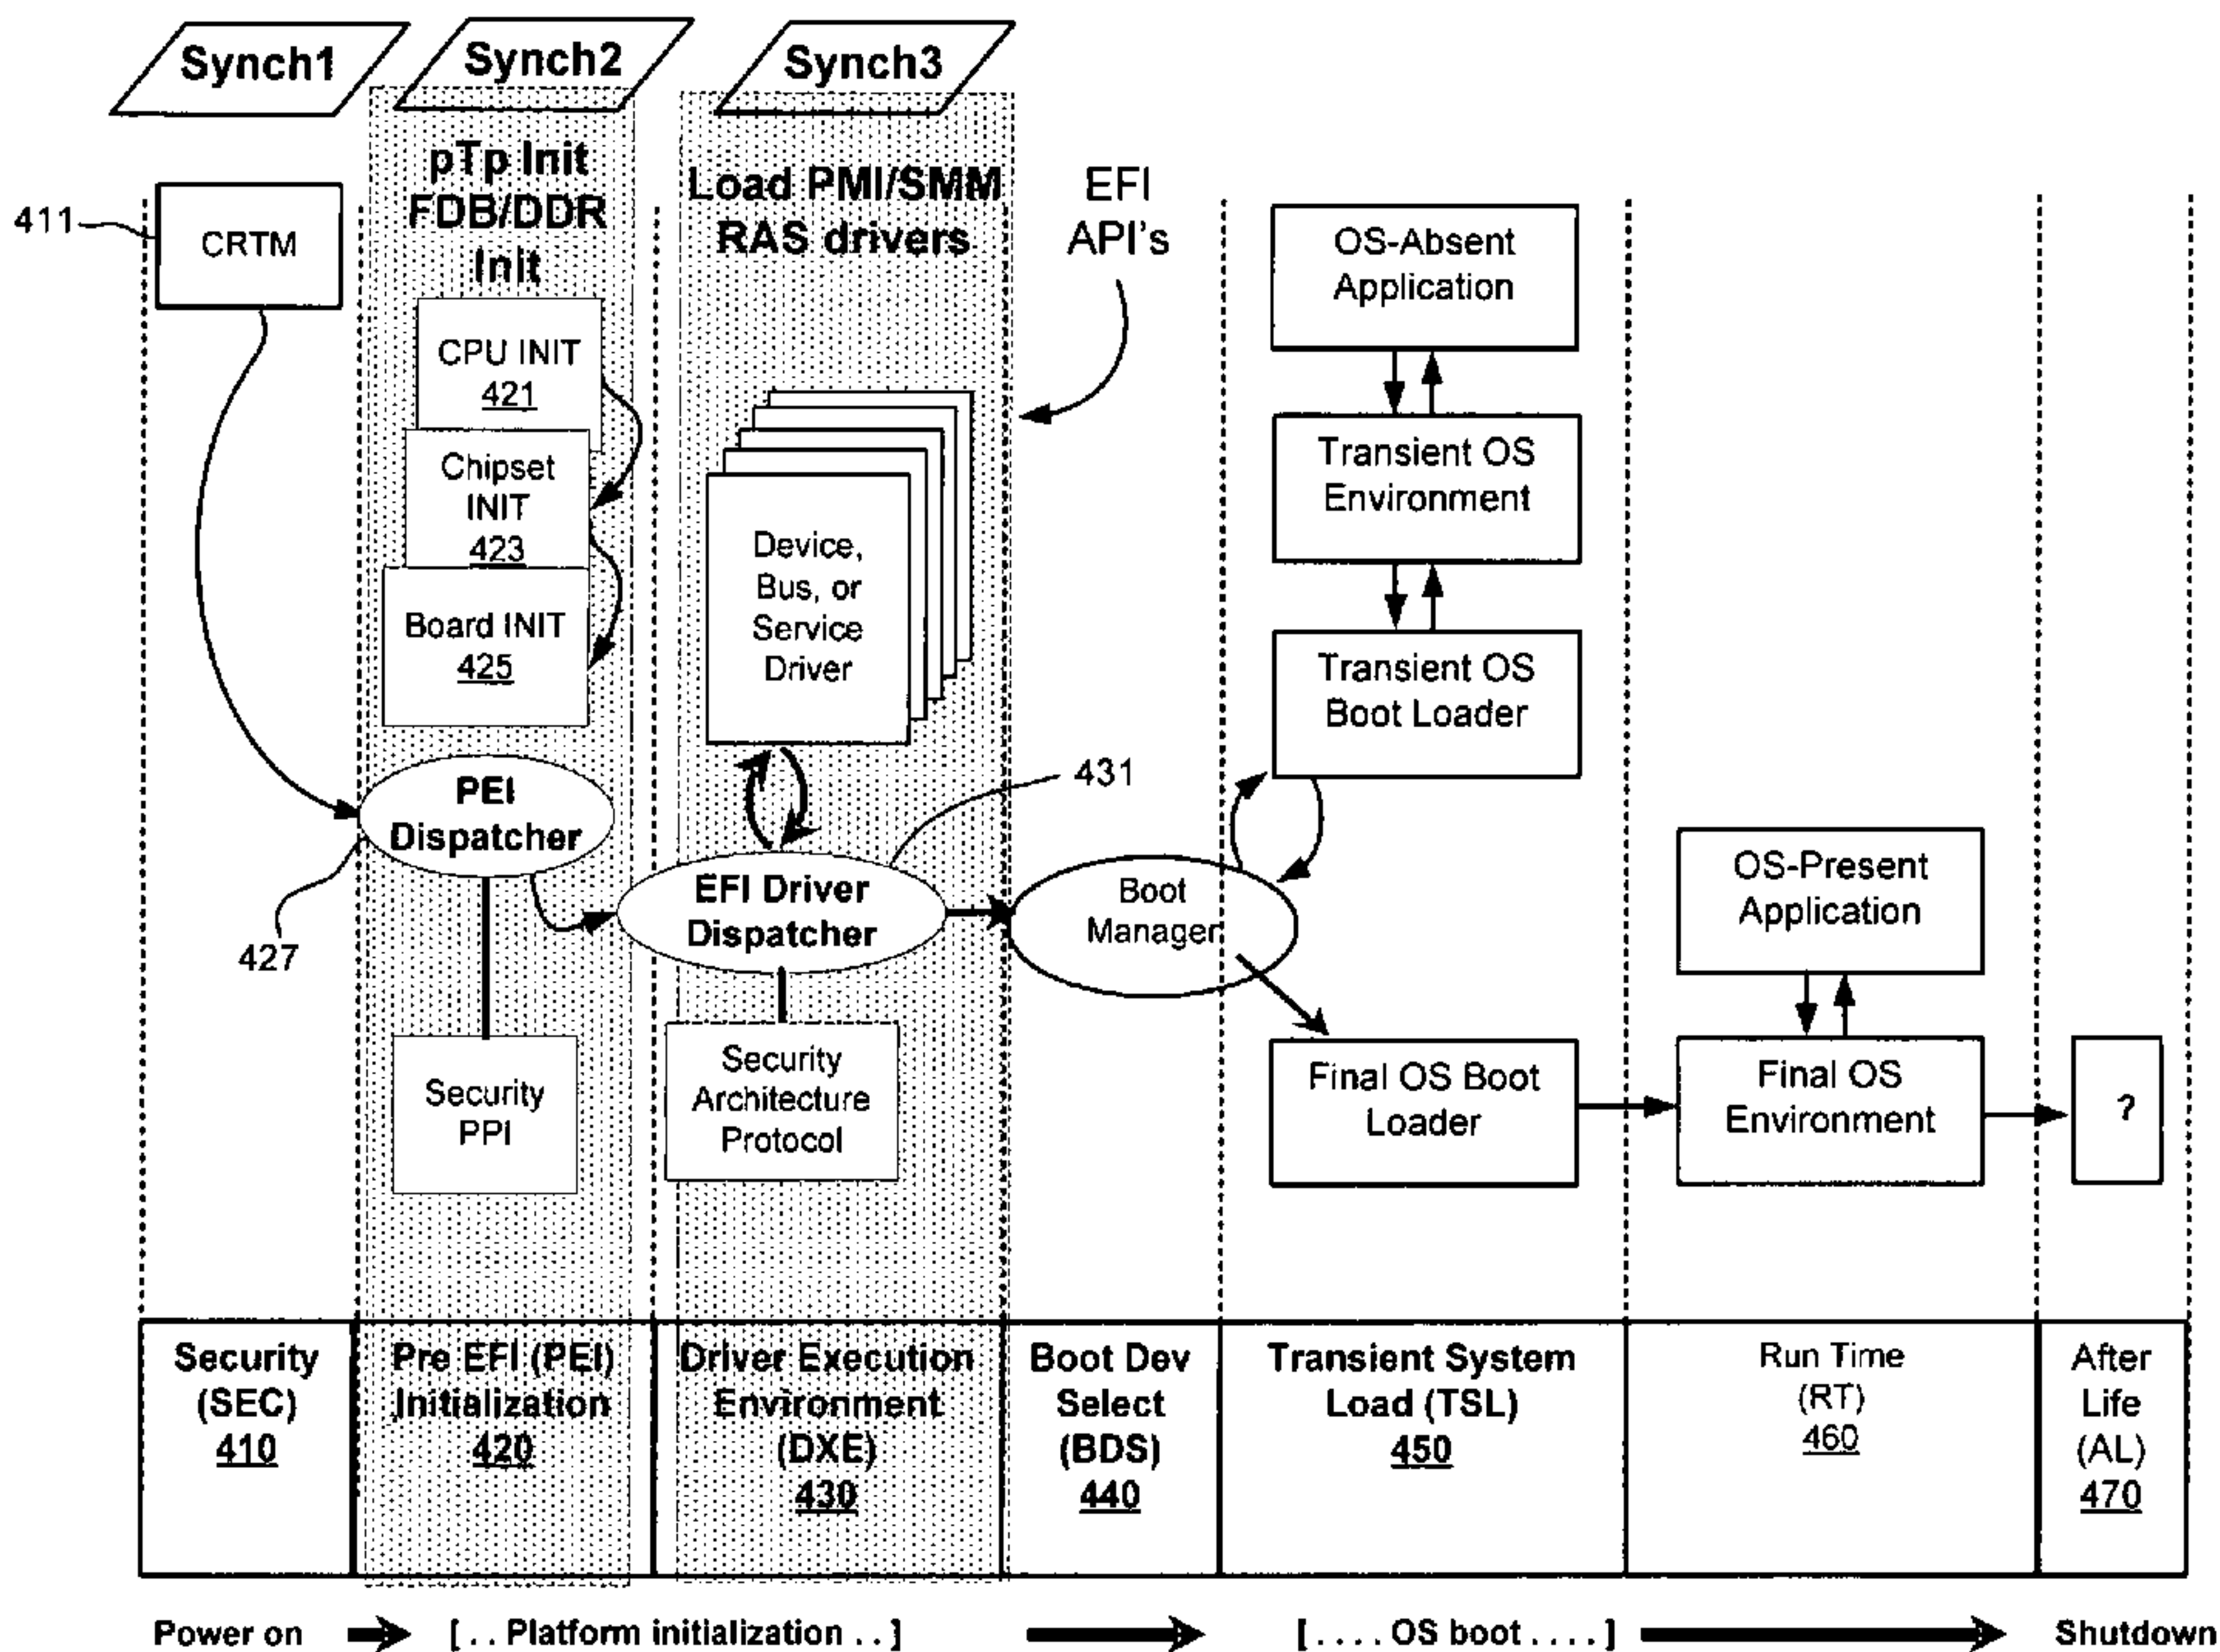 Synch1
Synch2
Synch3
pTp Init
FDB/DDR
Init
Load PMI/SMM
RAS drivers
EFI
API's
411
CRTM
CPU INIT
421
Chipset
INIT
423
Board INIT
425
Device,
Bus, or
Service
Driver
OS-Absent
Application
Transient OS
Environment
Transient OS
Boot Loader
PEI
Dispatcher
427
431
EFI Driver
Dispatcher
Boot
Manager
OS-Present
Application
Security
PPI
Security
Architecture
Protocol
Final OS Boot
Loader
Final OS
Environment
?
Security
(SEC)
410
Pre EFI (PEI)
Initialization
420
Driver Execution
Environment
(DXE)
430
Boot Dev
Select
(BDS)
440
Transient System
Load (TSL)
450
Run Time
(RT)
460
After
Life
(AL)
470
Power on
[ . . Platform initialization . . ]
[ . . . . OS boot . . . . ]
Shutdown